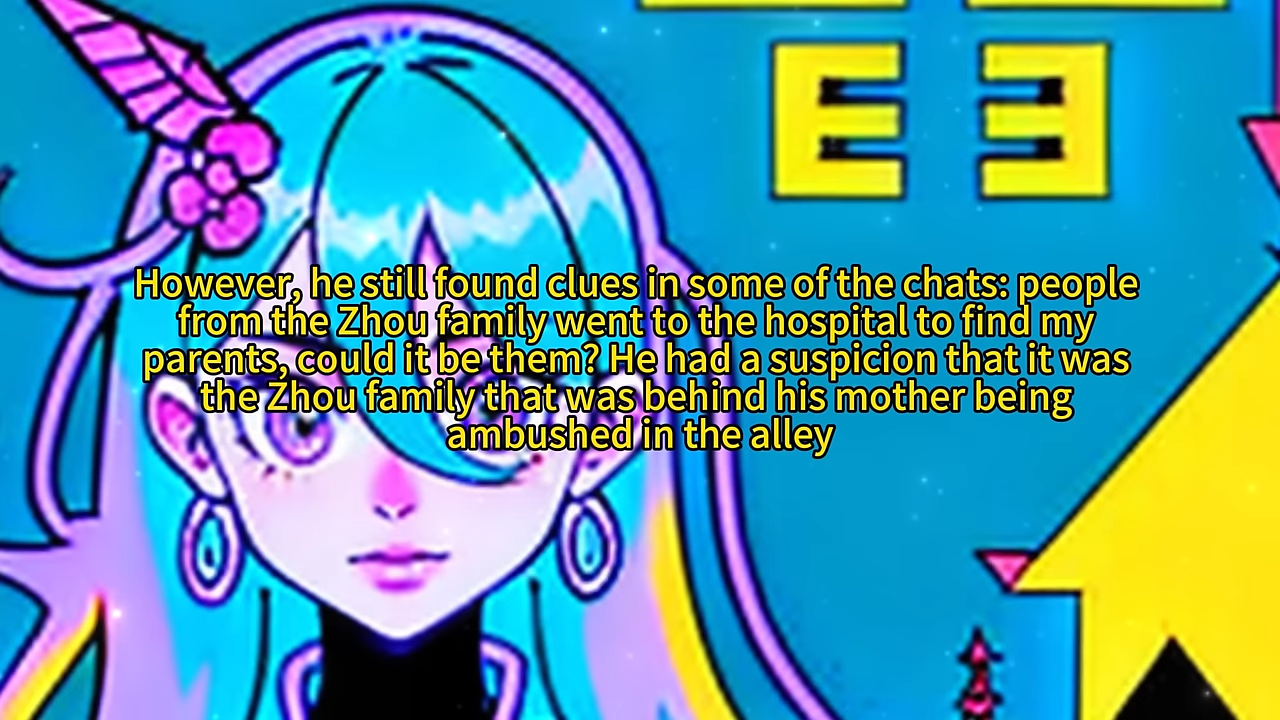 However, he still found clues in some of the chats: people
from the Zhou family went to the hospital to find my
parents, could it be them? He had a suspicion that it was
the Zhou family that was behind his mother being
ambushed in the alley